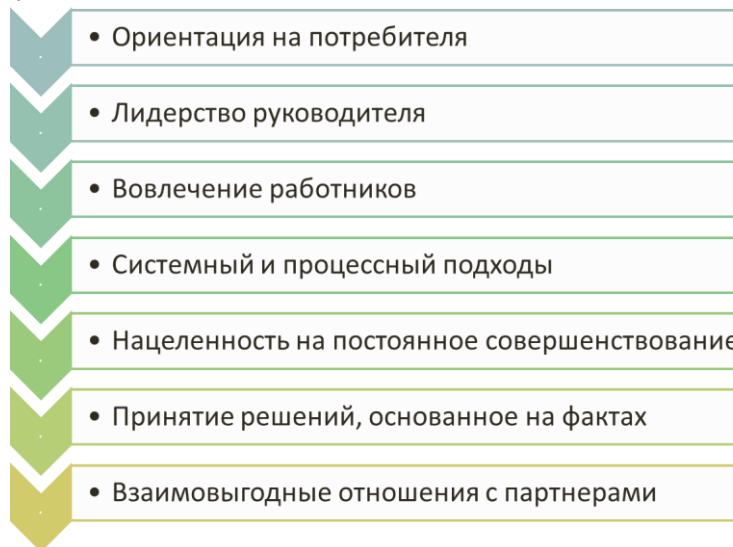 • Ориентация на потребителя
• Лидерство руководителя
• Вовлечение работников
• Системный и процессный подходы
• Нацеленность на постоянное совершенствование
• Принятие решений, основанное на фактах
• Взаимовыгодные отношения с партнерами